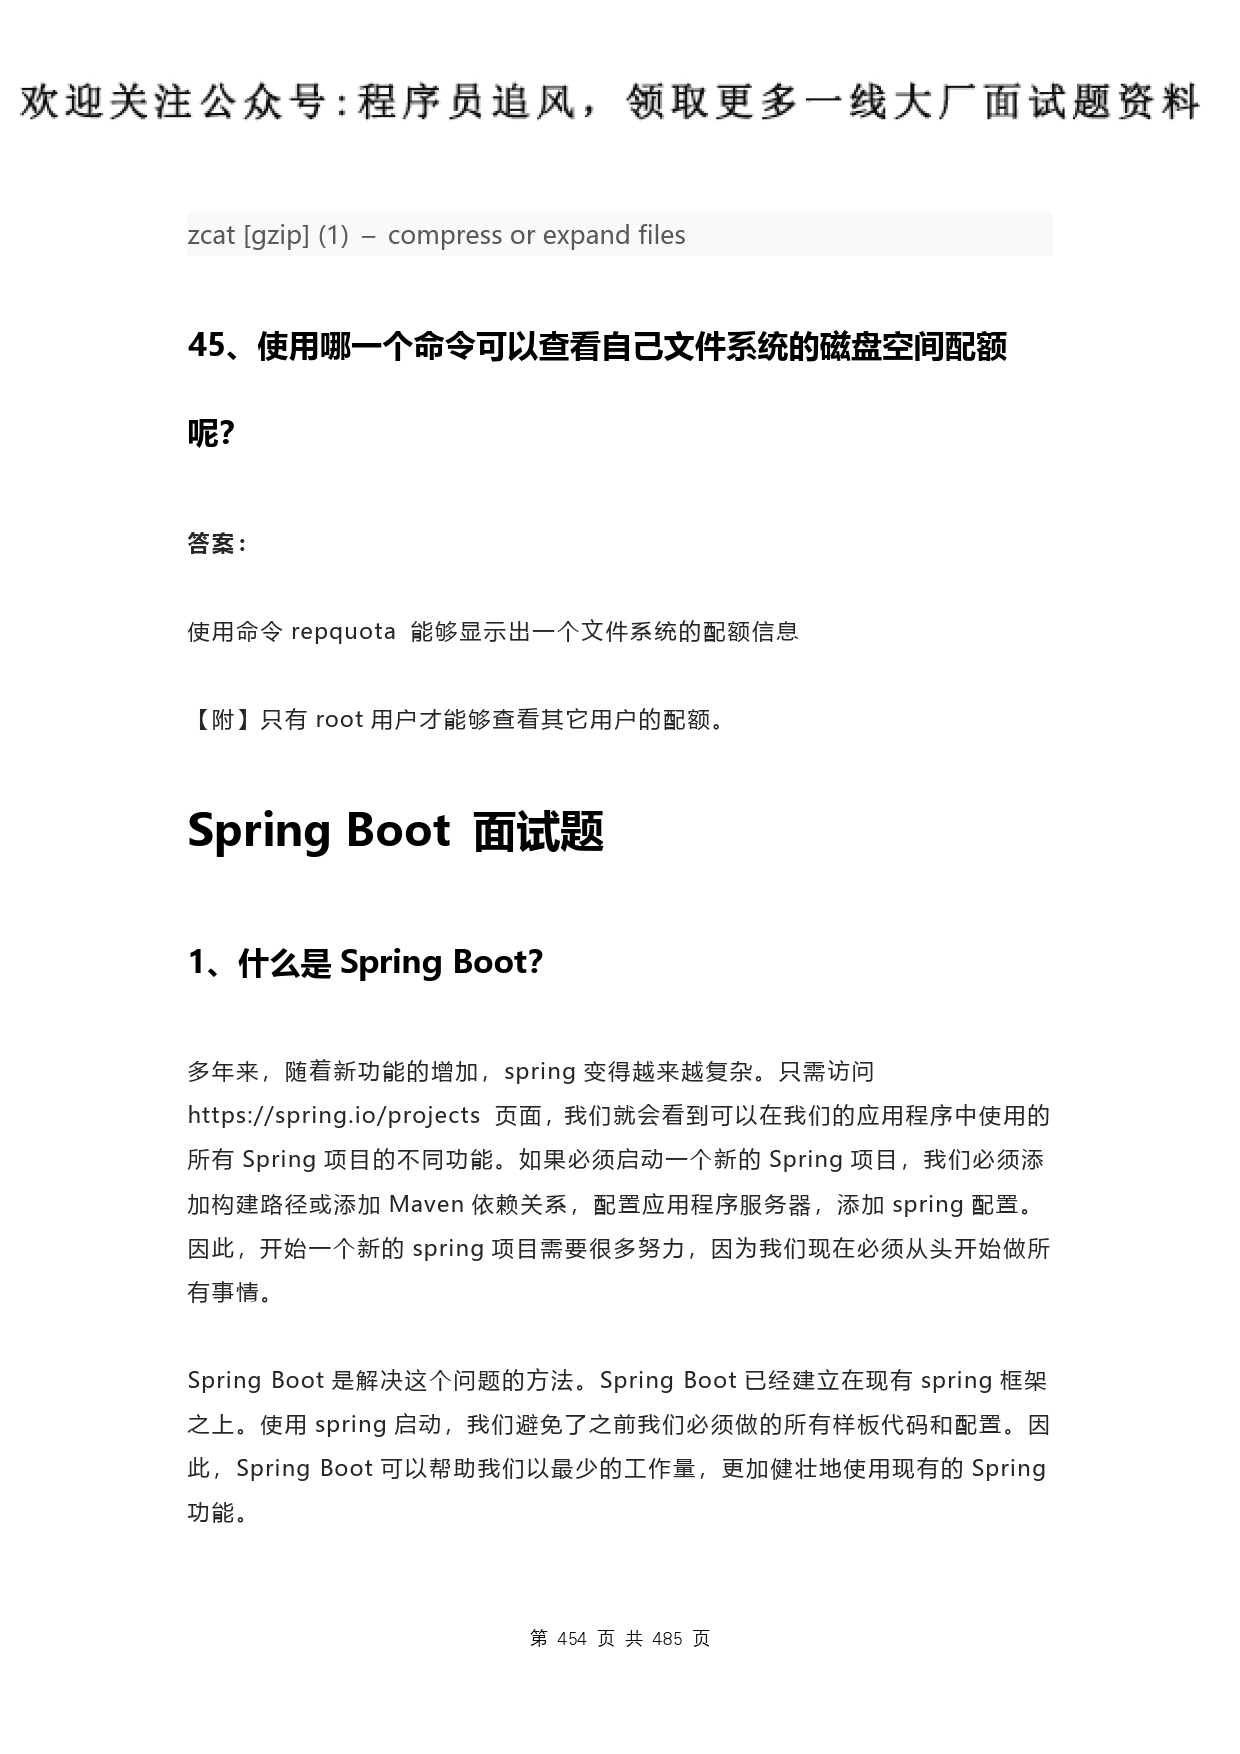 欢迎关注公众号:程序员追风，领取更多一线大厂面试题资料
zcat [gzip] (1) – compress or expand files
45、使用哪一个命令可以查看自己文件系统的磁盘空间配额
呢？
答案：
使用命令 repquota 能够显示出一个文件系统的配额信息
【附】只有 root 用户才能够查看其它用户的配额。
Spring Boot 面试题
1、什么是 Spring Boot？
多年来，随着新功能的增加，spring 变得越来越复杂。只需访问
https://spring.io/projects 页面，我们就会看到可以在我们的应用程序中使用的
所有 Spring 项目的不同功能。如果必须启动一个新的 Spring 项目，我们必须添
加构建路径或添加 Maven 依赖关系，配置应用程序服务器，添加 spring 配置。
因此，开始一个新的 spring 项目需要很多努力，因为我们现在必须从头开始做所
有事情。
Spring Boot 是解决这个问题的方法。Spring Boot 已经建立在现有 spring 框架
之上。使用 spring 启动，我们避免了之前我们必须做的所有样板代码和配置。因
此，Spring Boot 可以帮助我们以最少的工作量，更加健壮地使用现有的 Spring
功能。
第 454 页 共 485 页